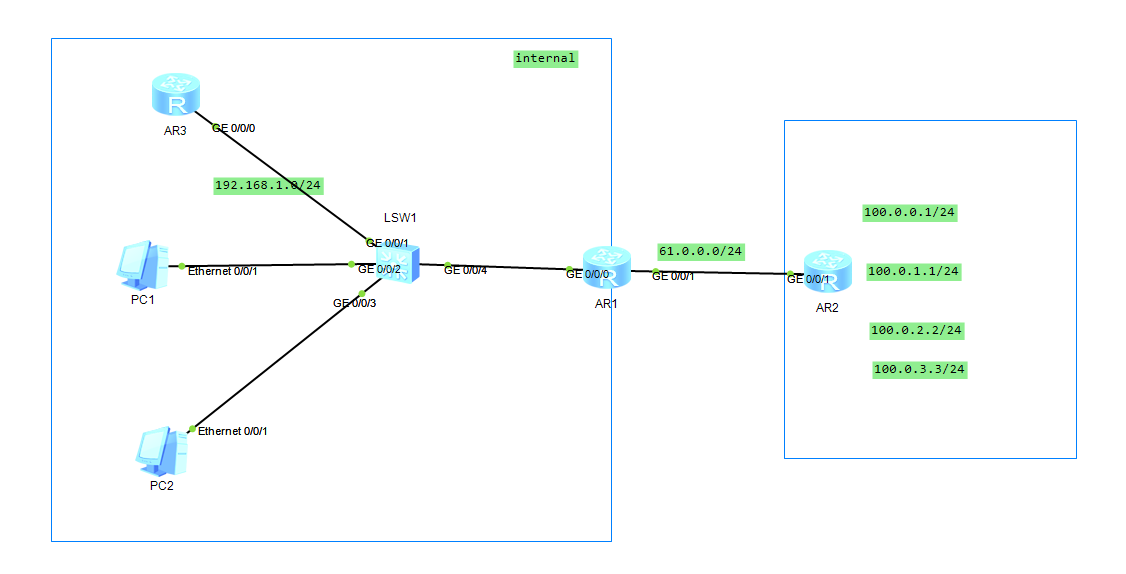 internal
AR3
GE 0/0/0
192.168.1.0/24
LSW1
GE 0/0/1
Ethernet 0/0/1
GE 0/0/2
GE 0/0/4
PC1
GE 0/0/3
GE 0/0/0
AR1
61.0.0.0/24
GE 0/0/1
GE 0/0/1
AR2
100.0.0.1/24
100.0.1.1/24
100.0.2.2/24
100.0.3.3/24
Ethernet 0/0/1
PC2
R
R
R